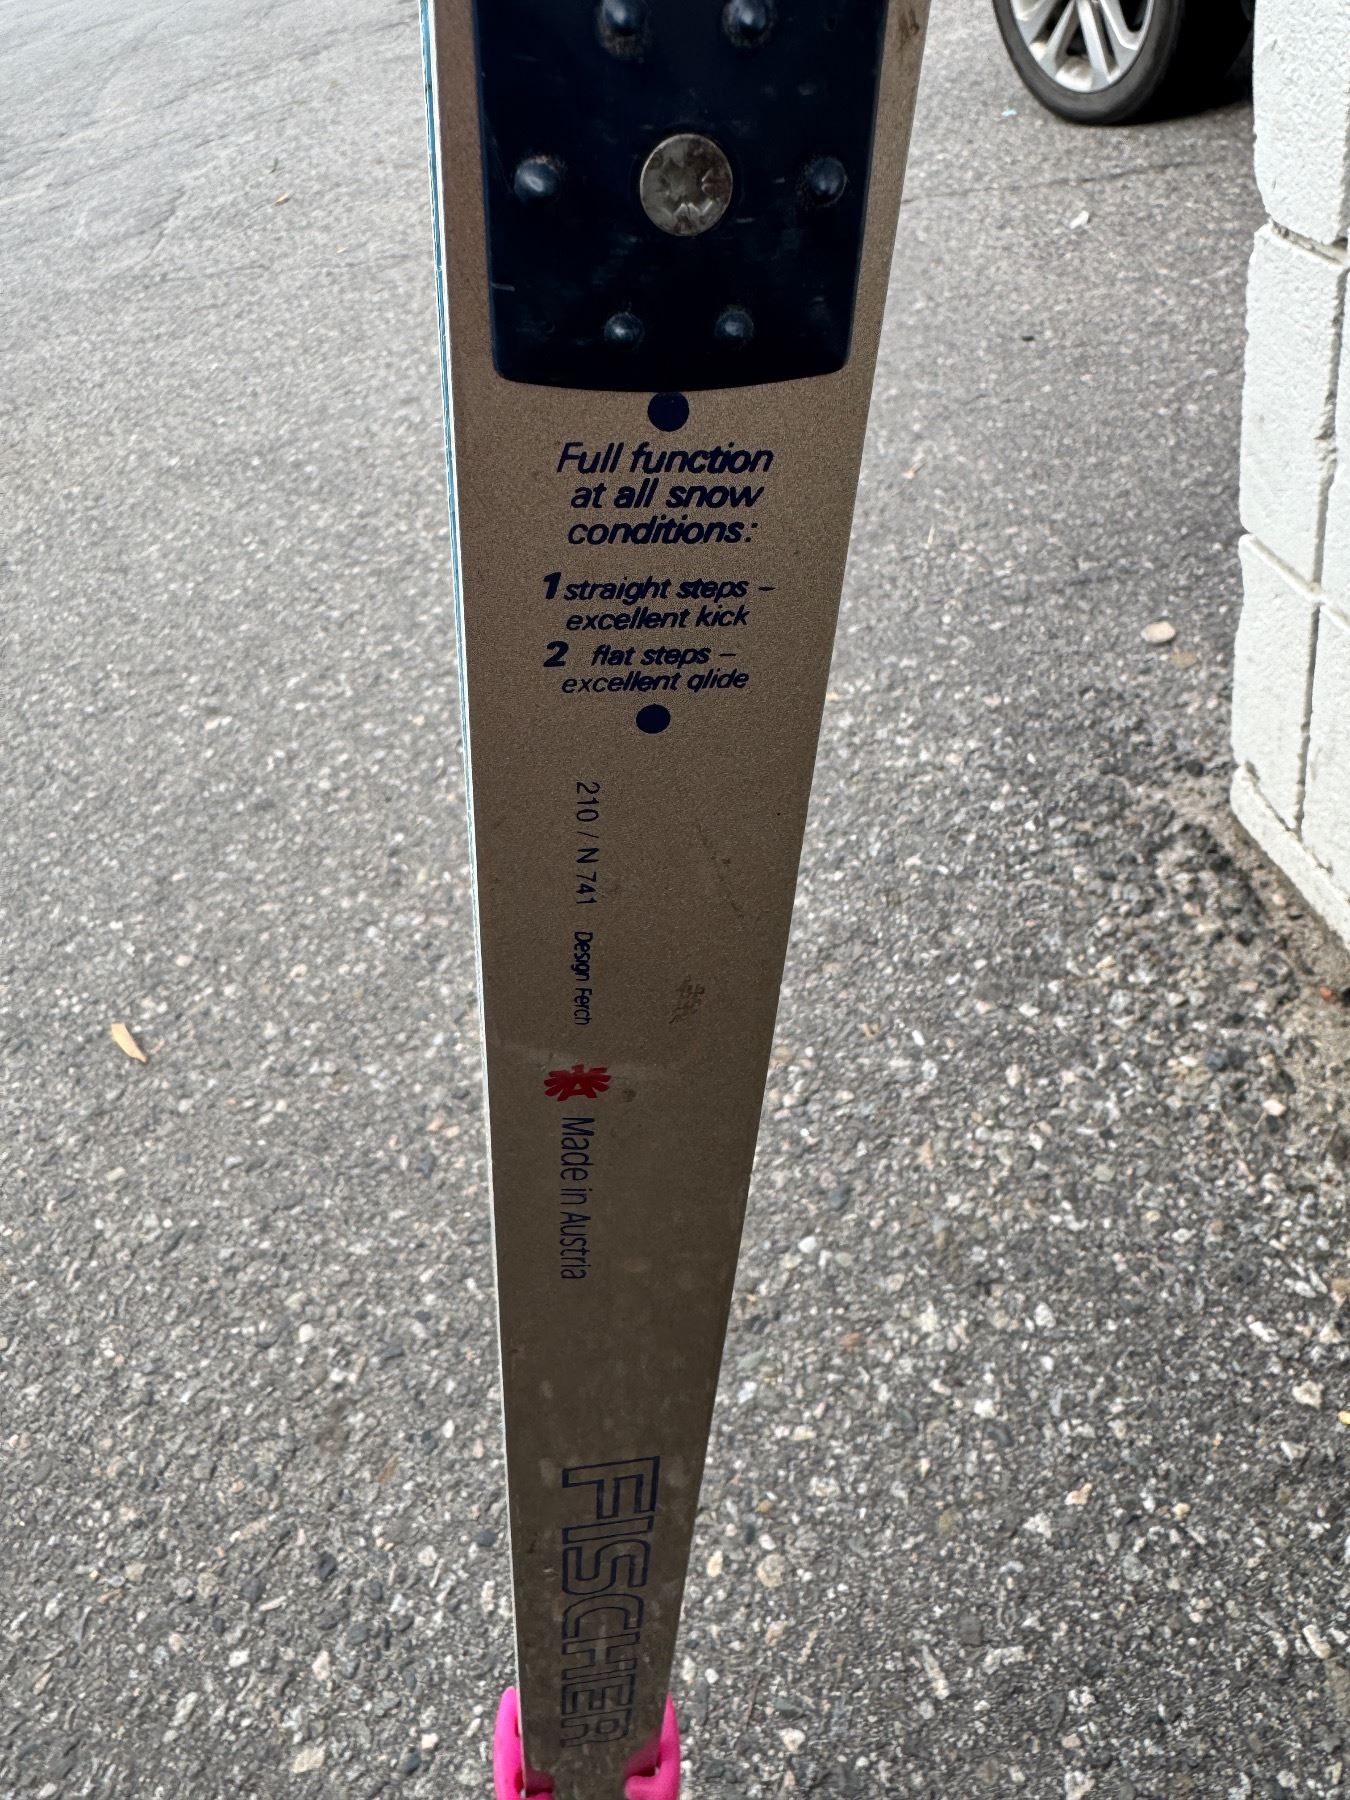 Full function
at all snow
conditions:
1 straight steps –
excellent kick
2 flat steps –
excellent glide
210 / N 741 Design Ferch
Made in Austria
FISCHER